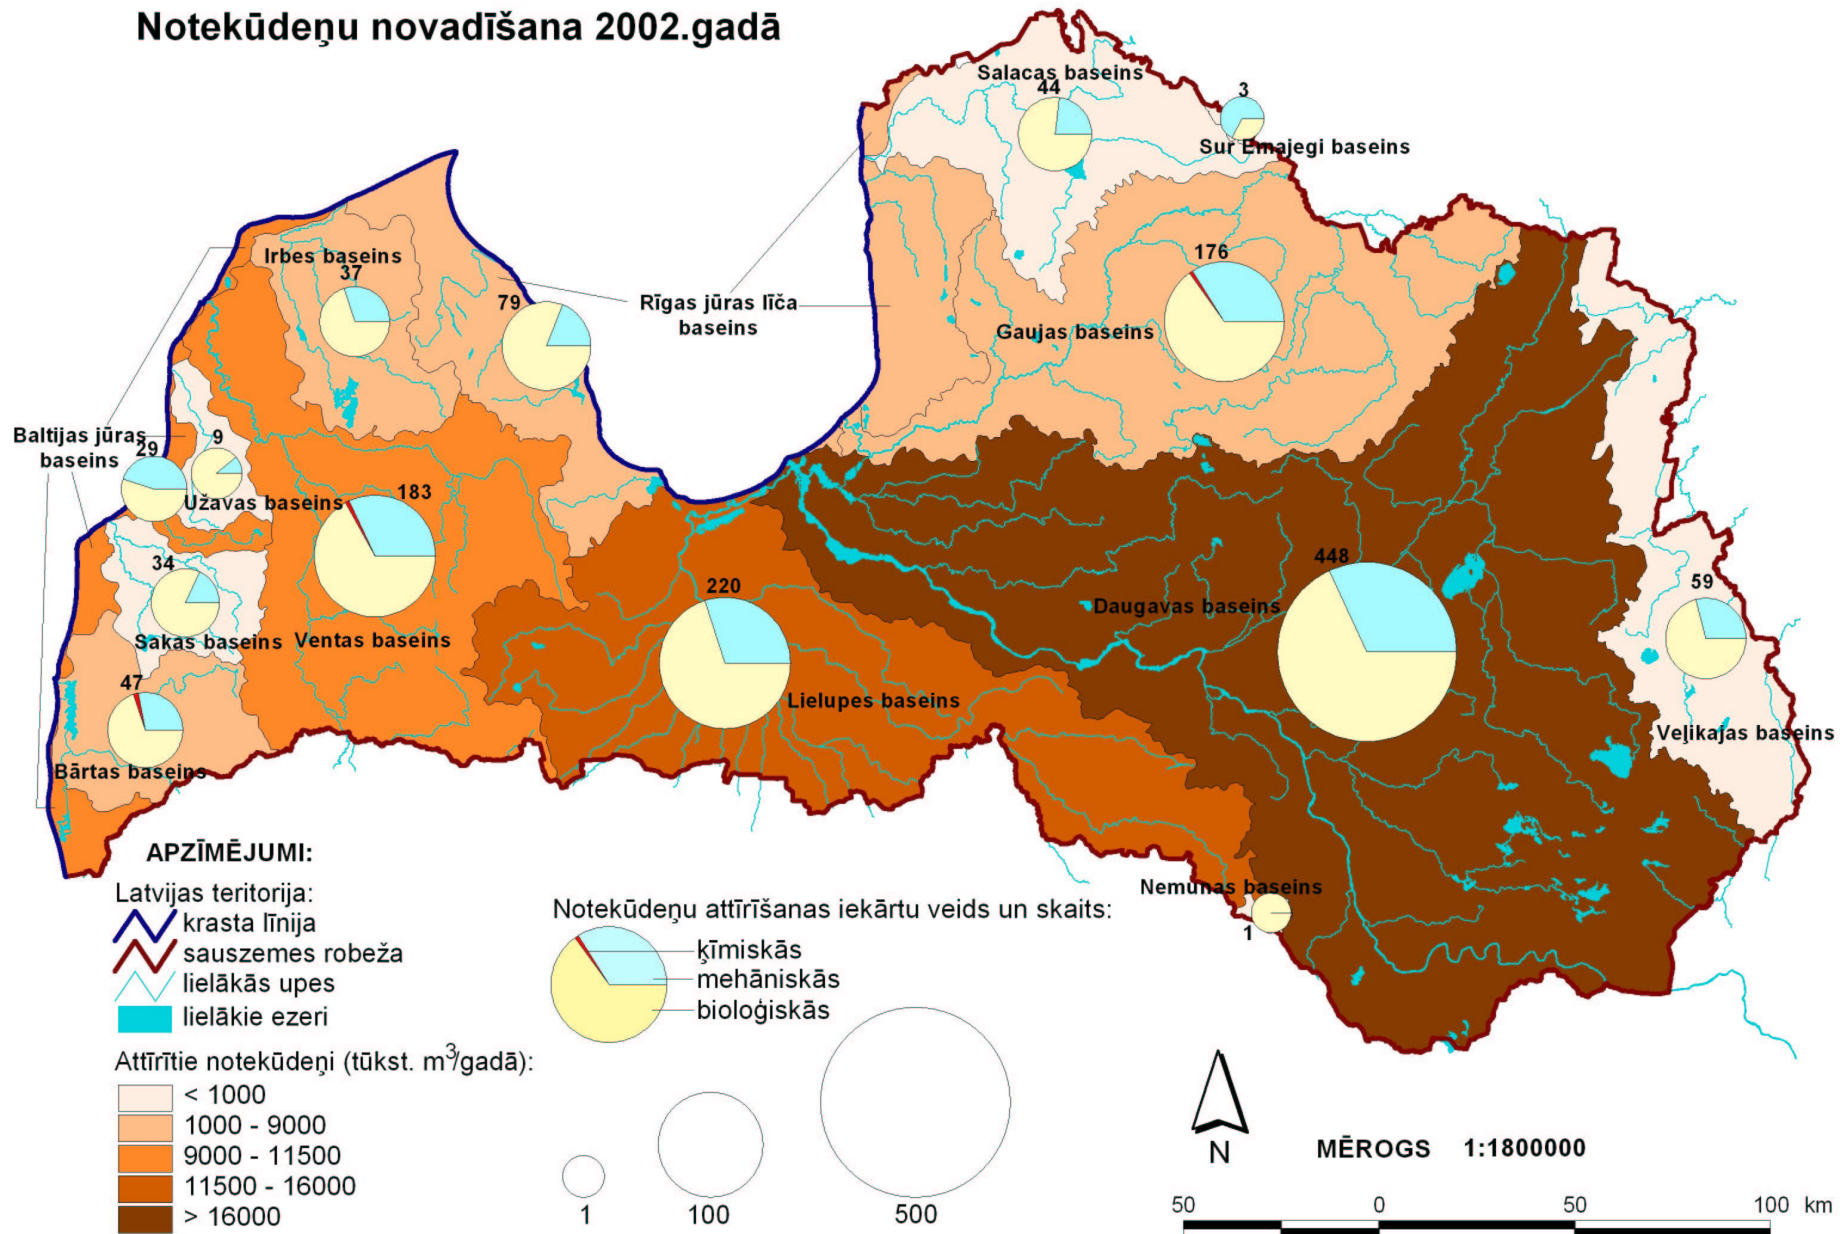 Notekūdeņu novadīšana 2002.gadā
Salacas baseins
44
3
Sur Emajegi baseins
Irbes baseins
37
79
Rīgas jūras līča
baseins
176
Gaujas baseins
Baltijas jūras
baseins
29
9
Užavas baseins
183
34
Sakas baseins
Ventas baseins
220
448
Daugavas baseins
59
47
Lielupes baseins
Veļikajas baseins
Bārtas baseins
Nemunas baseins
1
APZĪMĒJUMI:
Latvijas teritorija:
krasta līnija
sauszemes robeža
lielākās upes
lielākie ezeri
Attīrītie notekūdeņi (tūkst. m³/gadā):
< 1000
1000 - 9000
9000 - 11500
11500 - 16000
> 16000
Notekūdeņu attīrīšanas iekārtu veids un skaits:
ķīmiskās
mehāniskās
bioloģiskās
1 100 500
N
MĒROGS 1:1800000
50 0 50 100 km